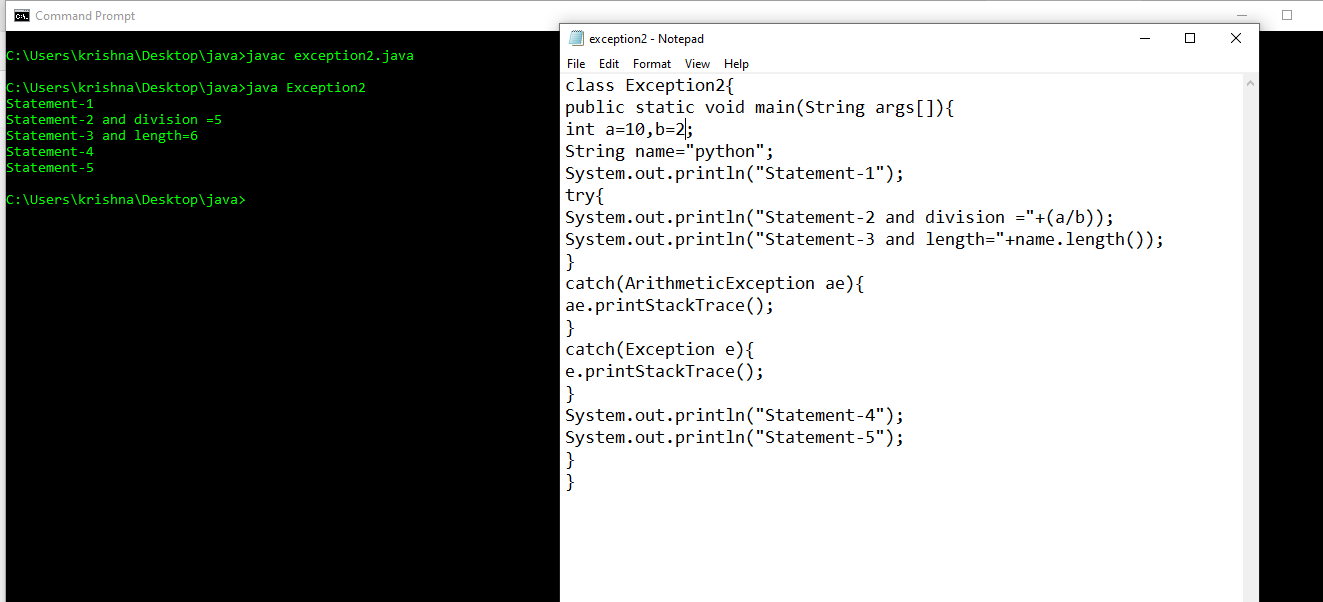 Command Prompt
C:\Users\krishna\Desktop\java>javac exception2.java
C:\Users\krishna\Desktop\java>java Exception2
Statement-1
Statement-2 and division =5
Statement-3 and length=6
Statement-4
Statement-5
C:\Users\krishna\Desktop\java>
exception2 - Notepad
File Edit Format View Help
class Exception2{
public static void main(String args[]){
int a=10,b=2;
String name="python";
System.out.println("Statement-1");
try{
System.out.println("Statement-2 and division ="+(a/b));
System.out.println("Statement-3 and length="+name.length());
}
catch(ArithmeticException ae){
ae.printStackTrace();
}
catch(Exception e){
e.printStackTrace();
}
System.out.println("Statement-4");
System.out.println("Statement-5");
}
}